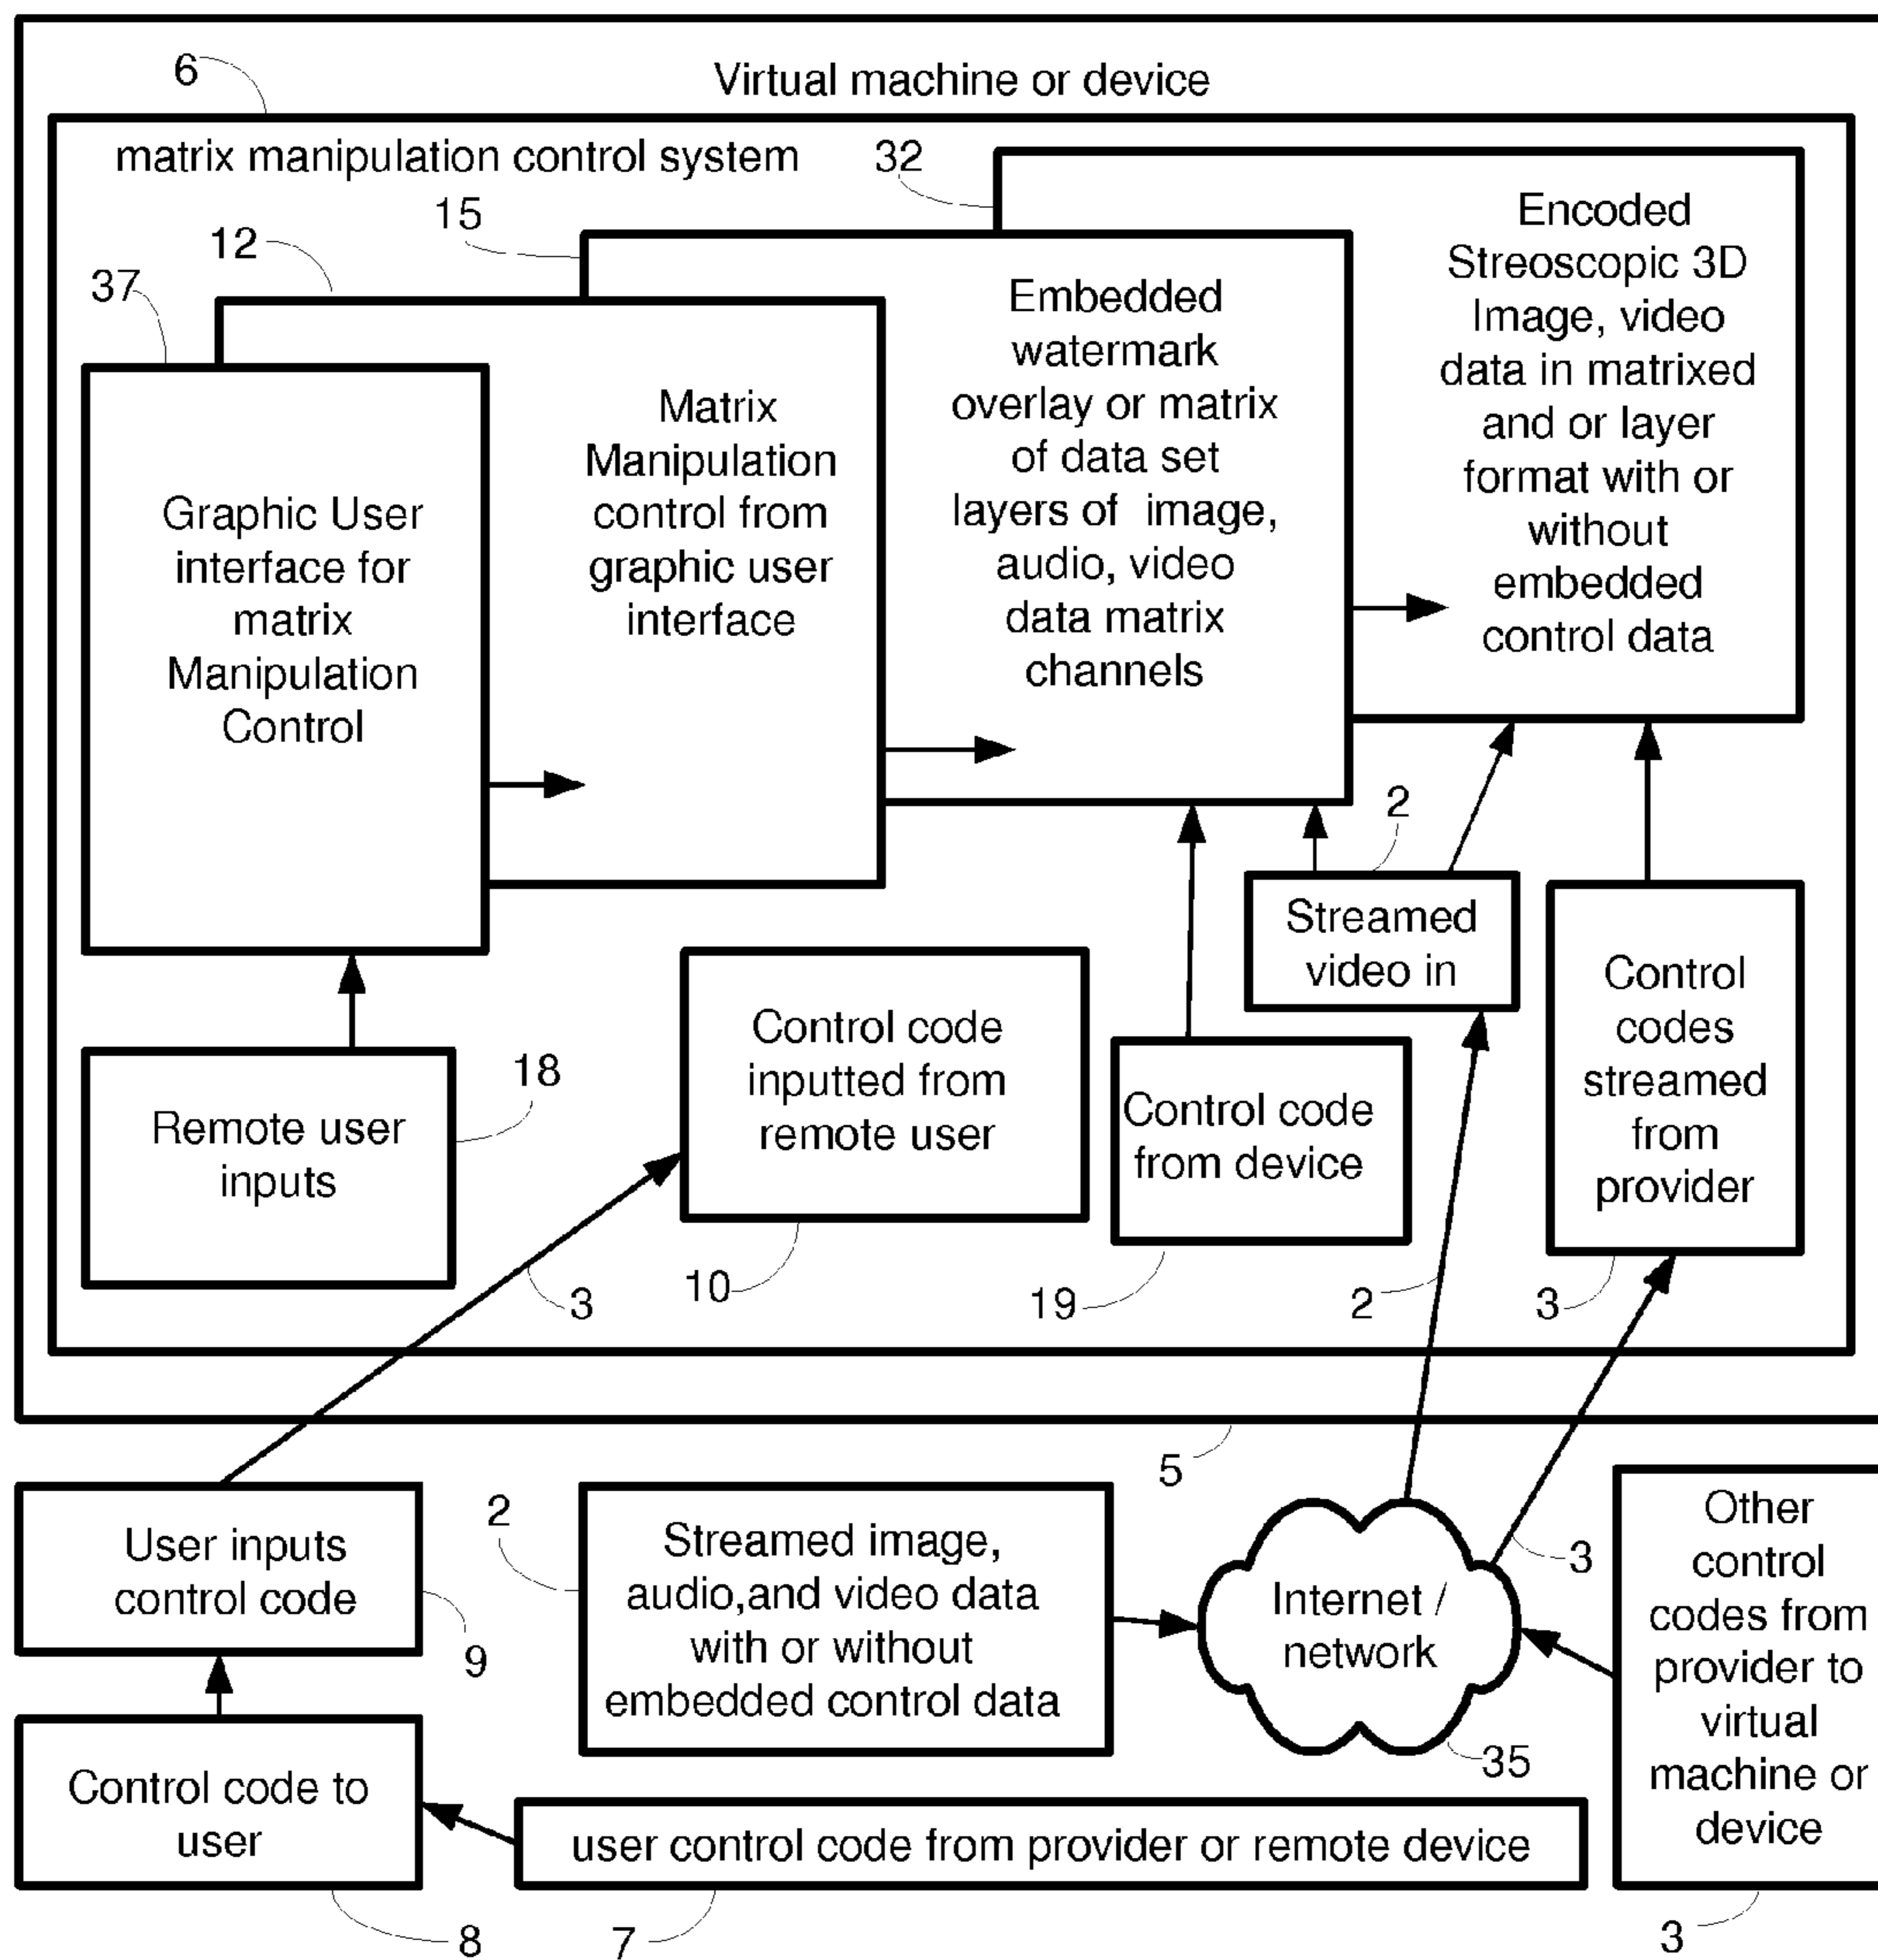 6
Virtual machine or device
matrix manipulation control system
32
15
12
37
Encoded
Streoscopic 3D
Image, video
data in matrixed
and or layer
format with or
without
embedded
control data
Embedded
watermark
overlay or matrix
of data set
layers of image,
audio, video
data matrix
channels
Matrix
Manipulation
control from
graphic user
interface
Graphic User
interface for
matrix
Manipulation
Control
2
Streamed
video in
Control
codes
streamed
from
provider
Control code
inputted from
remote user
Control code
from device
18
Remote user
inputs
3
10
19
2
3
5
User inputs
control code
9
2
Streamed image,
audio,and video data
with or without
embedded control data
Internet /
network
3
35
Other
control
codes from
provider to
virtual
machine or
device
Control code to
user
user control code from provider or remote device
8
7
3